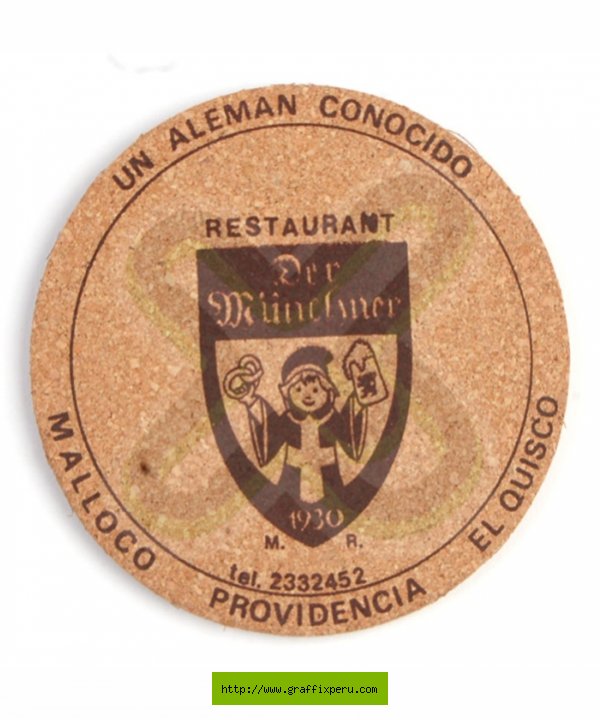 UN ALEMAN CONOCIDO
RESTAURANT
Der
Münchner
1930
M. R.
tel. 2332452
MALLOCO PROVIDENCIA EL QUISCO
http://www.graffixperu.com